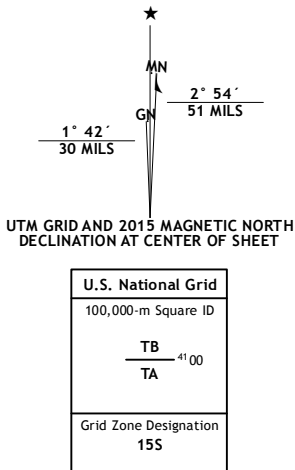 ★
MN
2° 54´
51 MILS
GN
1° 42´
30 MILS
UTM GRID AND 2015 MAGNETIC NORTH
DECLINATION AT CENTER OF SHEET
U.S. National Grid
100,000-m Square ID
TB
4100
TA
Grid Zone Designation
15S